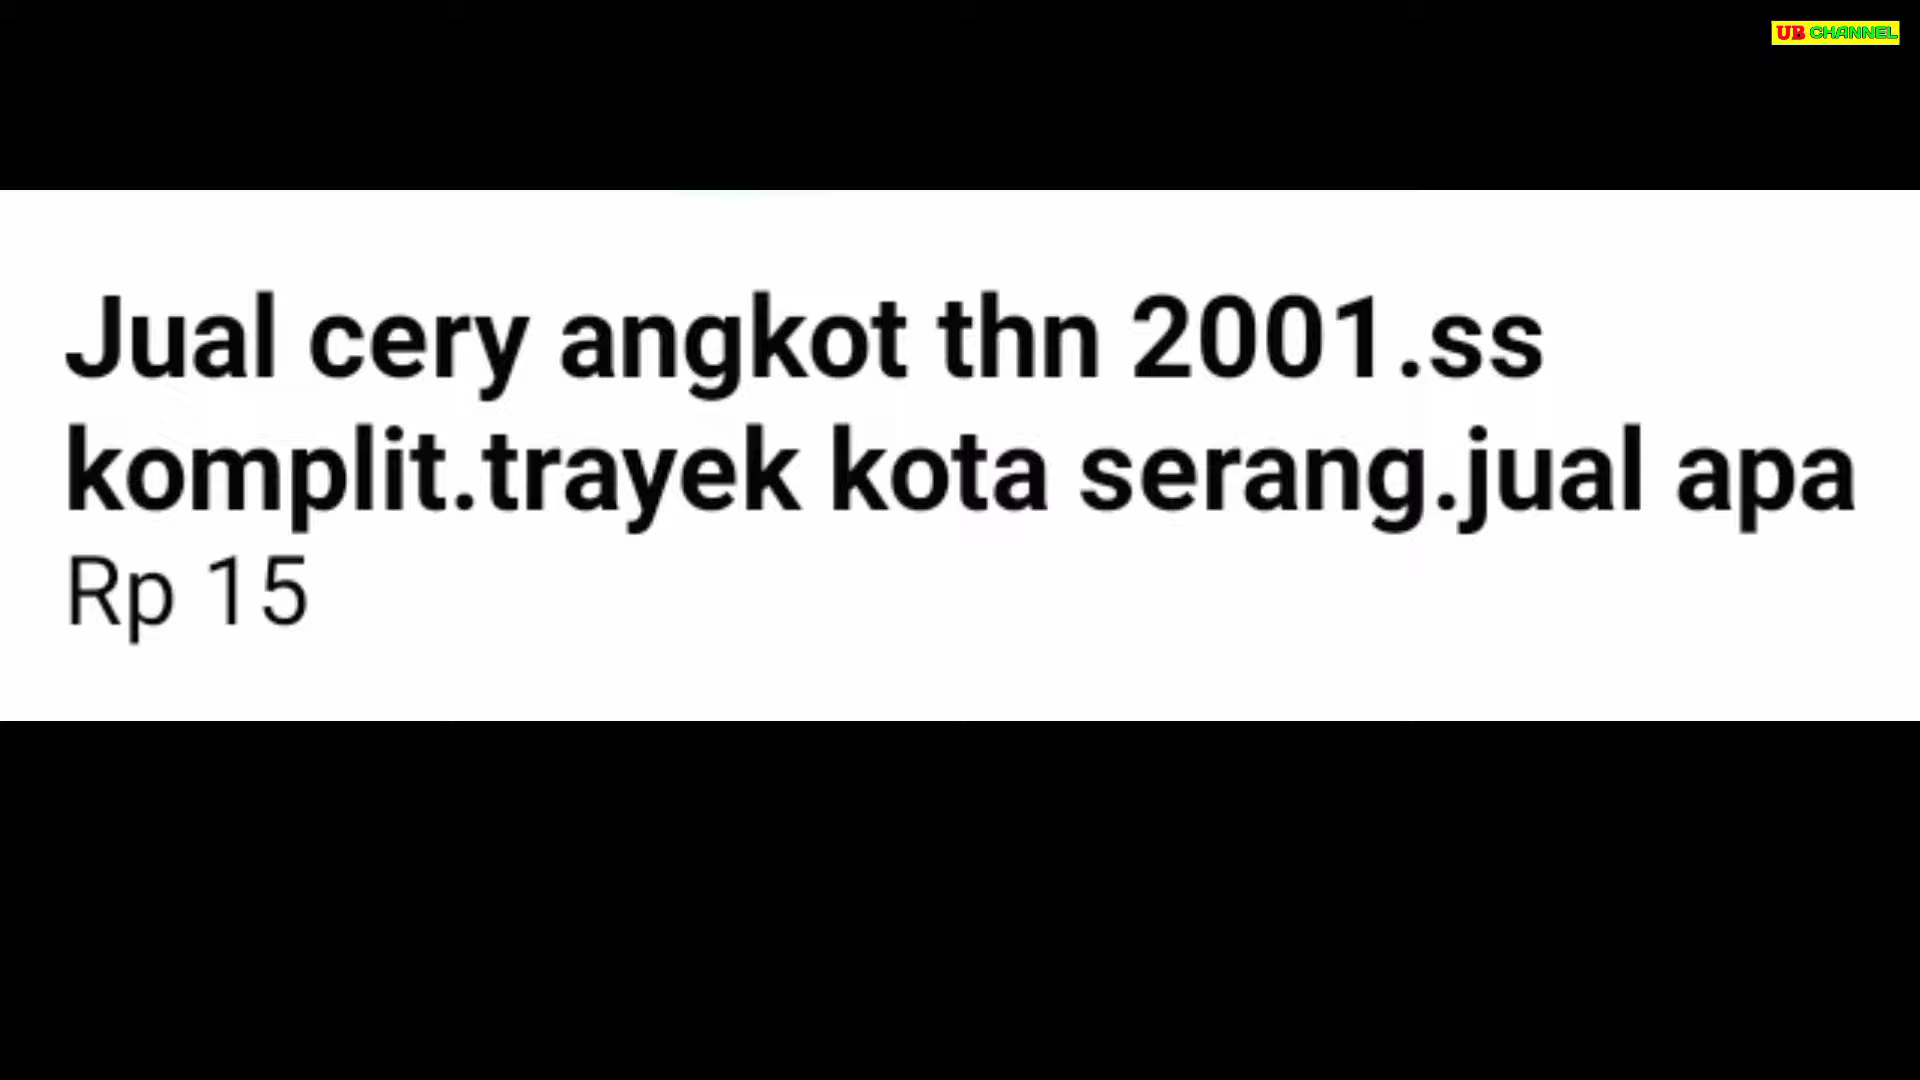 UB CHANNEL
Jual cery angkot thn 2001.ss
komplit.trayek kota serang.jual apa
Rp 15